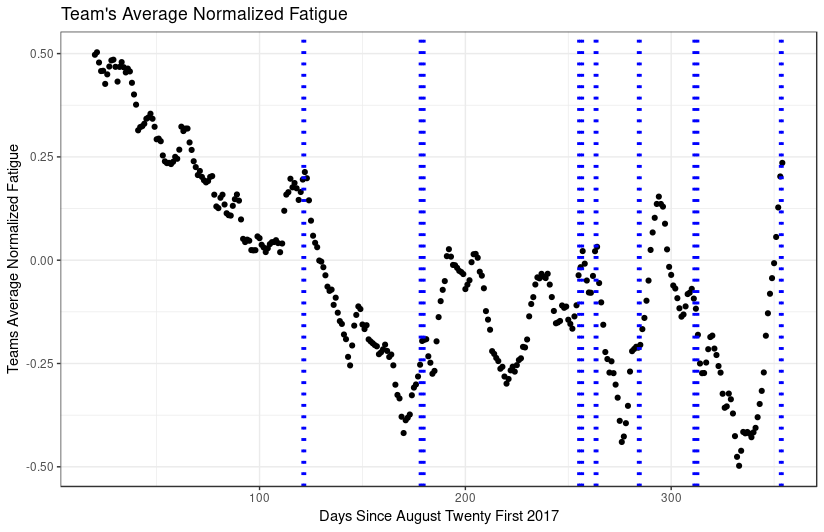 Team's Average Normalized Fatigue
Teams Average Normalized Fatigue
0.50
0.25
0.00
-0.25
-0.50
100
200
300
Days Since August Twenty First 2017